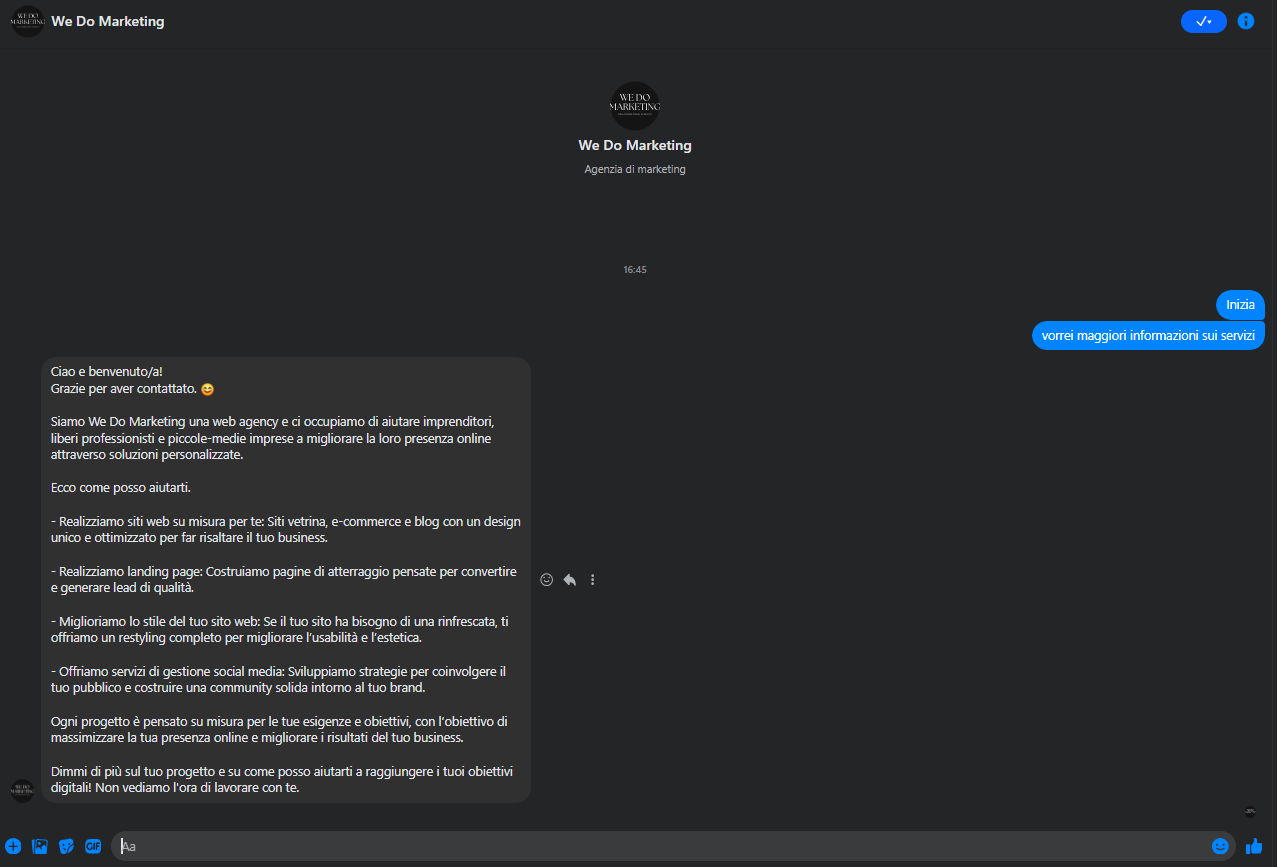 WE DO
MARKETING
We Do Marketing
WE DO
MARKETING
We Do Marketing
Agenzia di marketing
16:45
Inizia
vorrei maggiori informazioni sui servizi
Ciao e benvenuto/a!
Grazie per aver contattato. 😊
Siamo We Do Marketing una web agency e ci occupiamo di aiutare imprenditori,
liberi professionisti e piccole-medie imprese a migliorare la loro presenza online
attraverso soluzioni personalizzate.
Ecco come posso aiutarti.
- Realizziamo siti web su misura per te: Siti vetrina, e-commerce e blog con un design
unico e ottimizzato per far risaltare il tuo business.
- Realizziamo landing page: Costruiamo pagine di atterraggio pensate per convertire
e generare lead di qualità.
- Miglioriamo lo stile del tuo sito web: Se il tuo sito ha bisogno di una rinfrescata, ti
offriamo un restyling completo per migliorare l'usabilità e l'estetica.
- Offriamo servizi di gestione social media: Sviluppiamo strategie per coinvolgere il
tuo pubblico e costruire una community solida intorno al tuo brand.
Ogni progetto è pensato su misura per le tue esigenze e obiettivi, con l'obiettivo di
massimizzare la tua presenza online e migliorare i risultati del tuo business.
Dimmi di più sul tuo progetto e su come posso aiutarti a raggiungere i tuoi obiettivi
digitali! Non vediamo l'ora di lavorare con te.
GIF
Aa